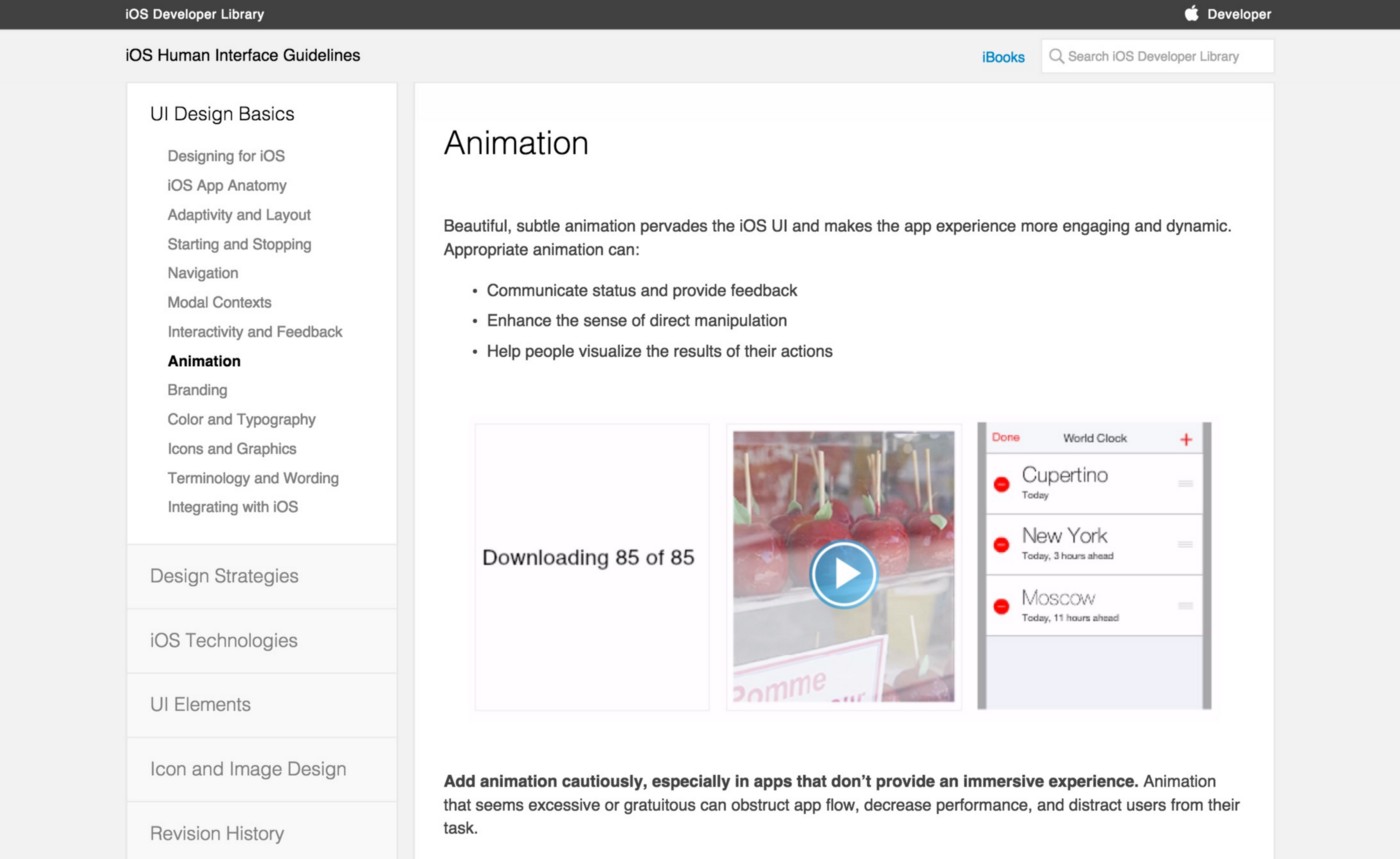 iOS Developer Library
Developer
iOS Human Interface Guidelines
iBooks
Search iOS Developer Library
UI Design Basics
Designing for iOS
iOS App Anatomy
Adaptivity and Layout
Starting and Stopping
Navigation
Modal Contexts
Interactivity and Feedback
Animation
Branding
Color and Typography
Icons and Graphics
Terminology and Wording
Integrating with iOS
Design Strategies
iOS Technologies
UI Elements
Icon and Image Design
Revision History
Animation
Beautiful, subtle animation pervades the iOS UI and makes the app experience more engaging and dynamic.
Appropriate animation can:
• Communicate status and provide feedback
• Enhance the sense of direct manipulation
• Help people visualize the results of their actions
Downloading 85 of 85
Pomme
Done World Clock +
Cupertino
Today
New York
Today, 3 hours ahead
Moscow
Today, 11 hours ahead
Add animation cautiously, especially in apps that don’t provide an immersive experience. Animation
that seems excessive or gratuitous can obstruct app flow, decrease performance, and distract users from their
task.